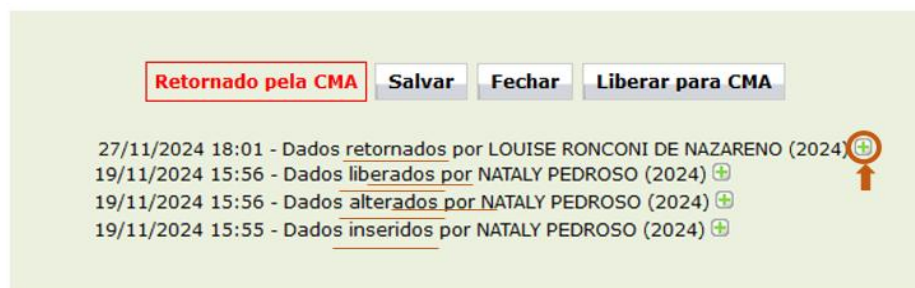 Retornado pela CMA Salvar Fechar Liberar para CMA
27/11/2024 18:01 - Dados retornados por LOUISE RONCONI DE NAZARENO (2024)
19/11/2024 15:56 - Dados liberados por NATALY PEDROSO (2024)
19/11/2024 15:56 - Dados alterados por NATALY PEDROSO (2024)
19/11/2024 15:55 - Dados inseridos por NATALY PEDROSO (2024)